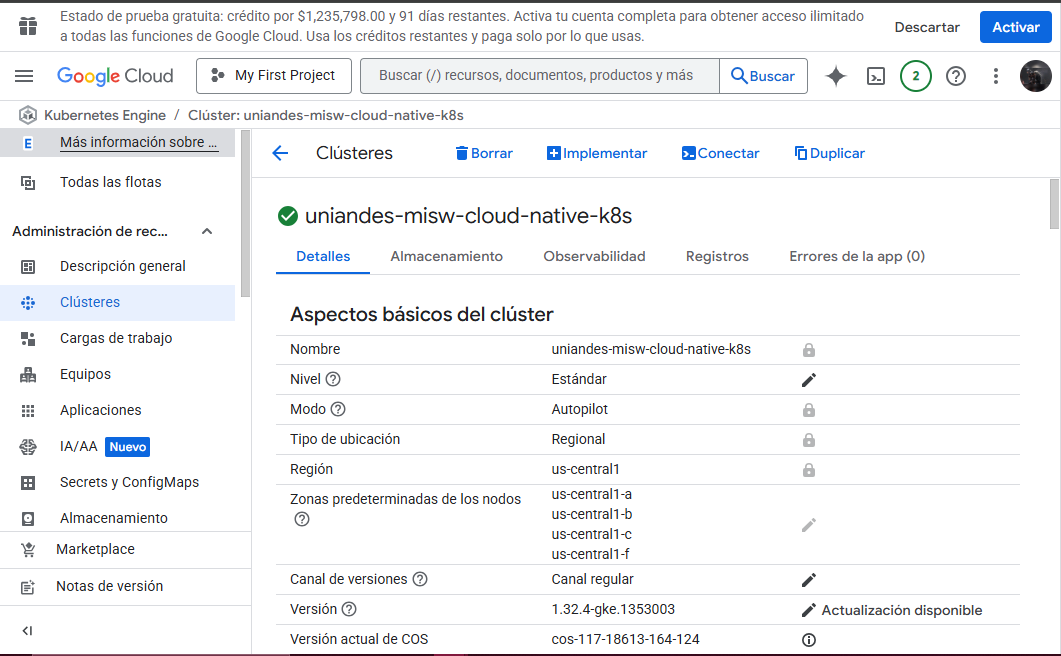 Estado de prueba gratuita: crédito por $1,235,798.00 y 91 días restantes. Activa tu cuenta completa para obtener acceso ilimitado
a todas las funciones de Google Cloud. Usa los créditos restantes y paga solo por lo que usas.
Descartar
Activar
Google Cloud
My First Project
Buscar (/) recursos, documentos, productos y más
Buscar
2
Kubernetes Engine / Clúster: uniandes-misw-cloud-native-k8s
E
Más información sobre ...
Todas las flotas
Administración de rec...
Descripción general
Clústeres
Cargas de trabajo
Equipos
Aplicaciones
IA/AA Nuevo
Secrets y ConfigMaps
Almacenamiento
Marketplace
Notas de versión
Clústeres
Borrar
Implementar
Conectar
Duplicar
uniandes-misw-cloud-native-k8s
Detalles
Almacenamiento
Observabilidad
Registros
Errores de la app (0)
Aspectos básicos del clúster
Nombre uniandes-misw-cloud-native-k8s
Nivel Estándar
Modo Autopilot
Tipo de ubicación Regional
Región us-central1
Zonas predeterminadas de los nodos us-central1-a
us-central1-b
us-central1-c
us-central1-f
Canal de versiones Canal regular
Versión 1.32.4-gke.1353003 Actualización disponible
Versión actual de COS cos-117-18613-164-124